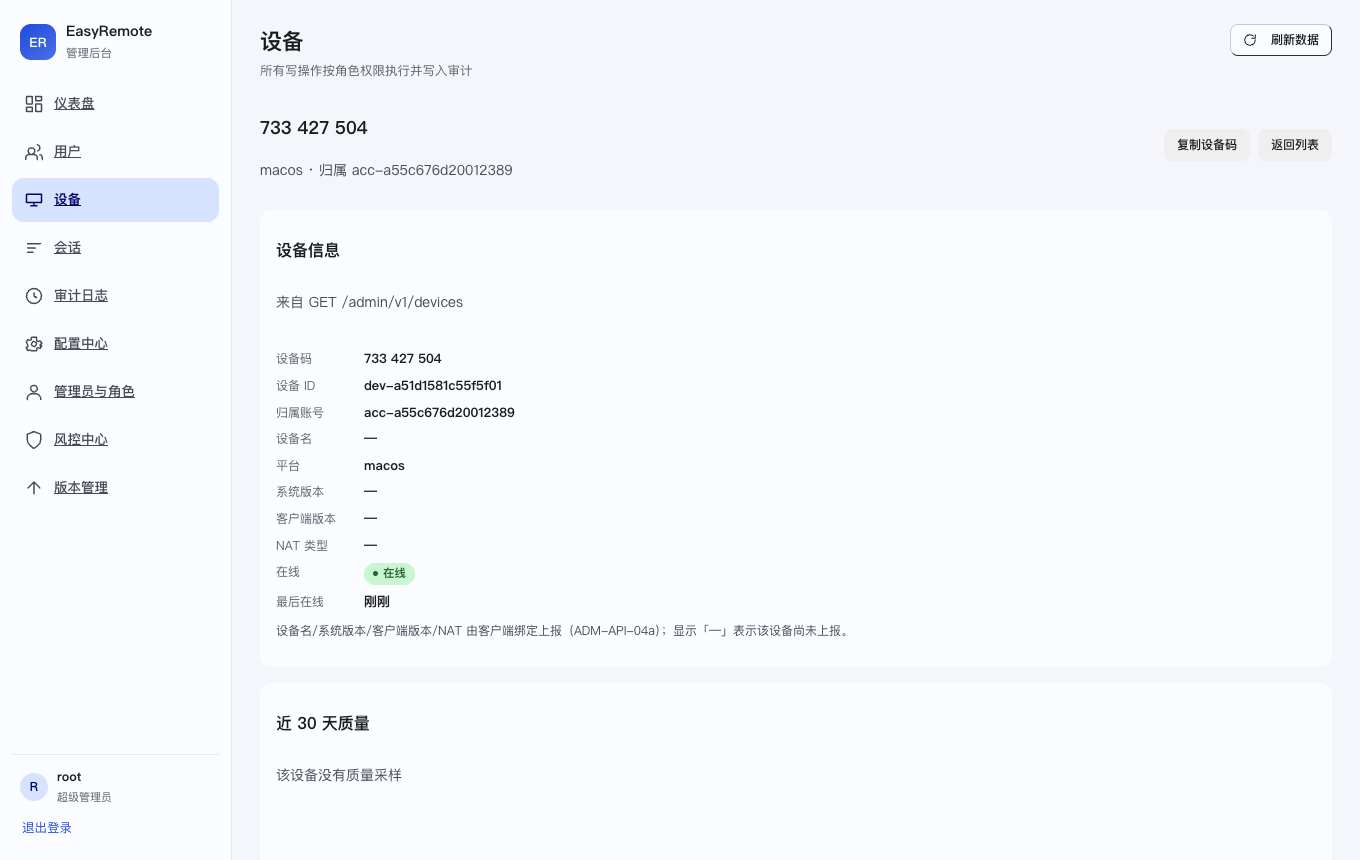 ER
EasyRemote
管理后台
仪表盘
用户
设备
会话
审计日志
配置中心
管理员与角色
风控中心
版本管理
R
root
超级管理员
退出登录
设备
所有写操作按角色权限执行并写入审计
刷新数据
733 427 504
macos · 归属 acc-a55c676d20012389
复制设备码
返回列表
设备信息
来自 GET /admin/v1/devices
设备码 733 427 504
设备 ID dev-a51d1581c55f5f01
归属账号 acc-a55c676d20012389
设备名 —
平台 macos
系统版本 —
客户端版本 —
NAT 类型 —
在线 在线
最后在线 刚刚
设备名/系统版本/客户端版本/NAT 由客户端绑定上报（ADM-API-04a）；显示「—」表示该设备尚未上报。
近 30 天质量
该设备没有质量采样